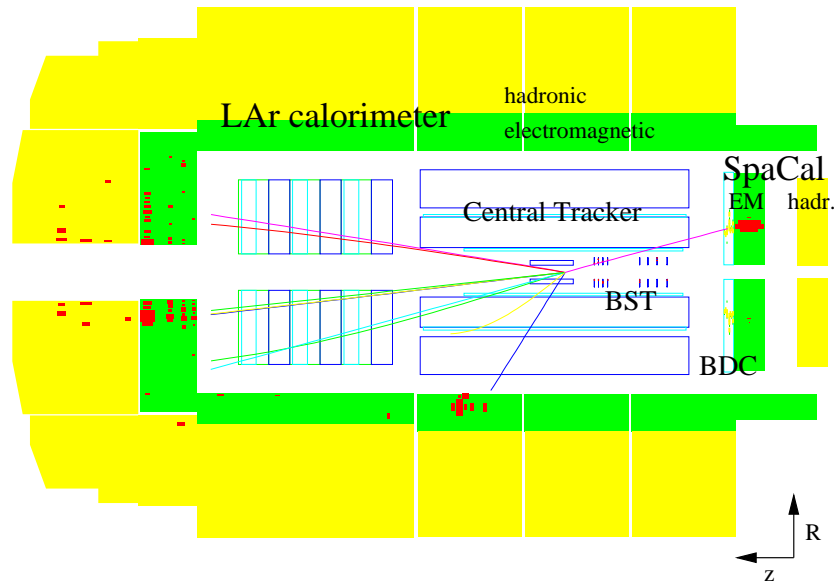 hadronic
LAr calorimeter
electromagnetic
SpaCal
EM hadr.
Central Tracker
BST
BDC
R
z